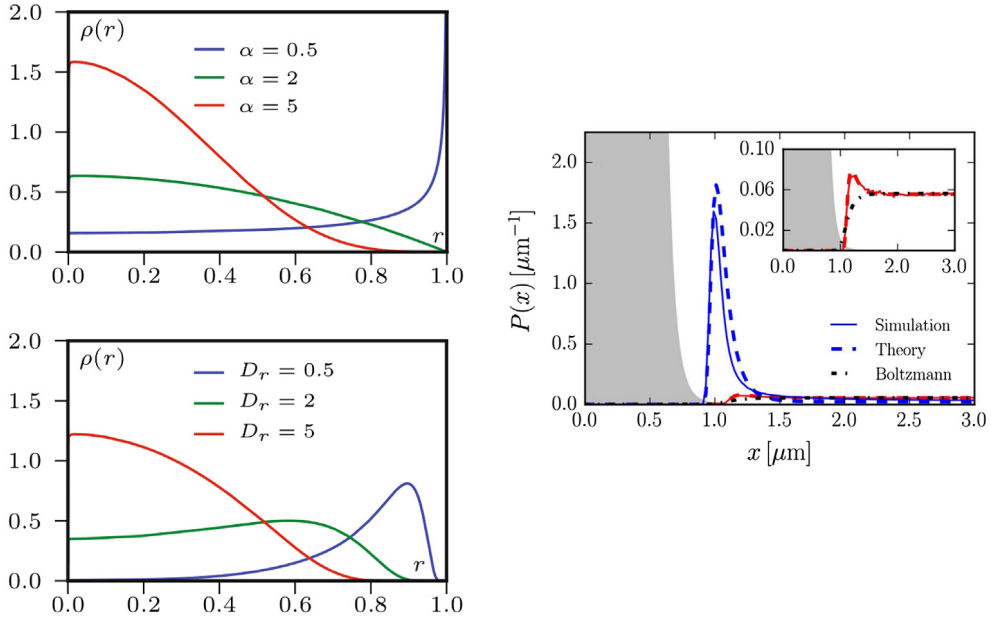 2.0
ρ(r)
α = 0.5
α = 2
α = 5
1.5
1.0
0.5
0.0
r
0.0 0.2 0.4 0.6 0.8 1.0
2.0
ρ(r)
D_r = 0.5
D_r = 2
D_r = 5
1.5
1.0
0.5
0.0
r
0.0 0.2 0.4 0.6 0.8 1.0
P(x) [μm⁻¹]
2.0
1.5
1.0
0.5
0.0
0.10
0.06
0.02
0.0 1.0 2.0 3.0
Simulation
Theory
Boltzmann
0.0 0.5 1.0 1.5 2.0 2.5 3.0
x [μm]